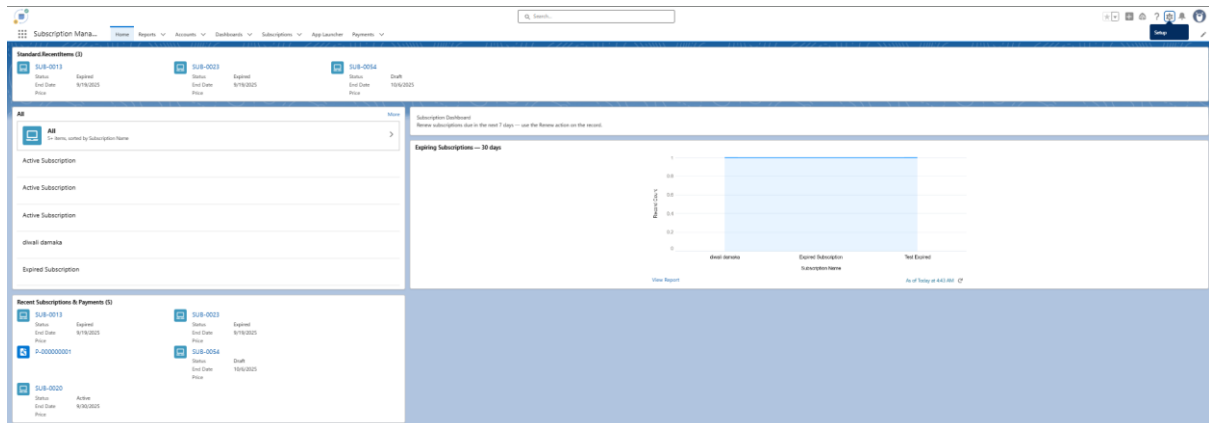 Search...
Setup
Subscription Mana...
Home Reports Accounts Dashboards Subscriptions App Launcher Payments
Standard.RecentItems (3)
SUB-0013
Status Expired
End Date 9/19/2025
Price
SUB-0023
Status Expired
End Date 9/19/2025
Price
SUB-0054
Status Draft
End Date 10/6/2025
Price
All
More
All
5+ items, sorted by Subscription Name
Active Subscription
Active Subscription
Active Subscription
diwali damaka
Expired Subscription
Subscription Dashboard
Renew subscriptions due in the next 7 days — use the Renew action on the record.
Expiring Subscriptions — 30 days
Record Count
1
0.8
0.6
0.4
0.2
0
diwali damaka Expired Subscription Test Expired
Subscription Name
View Report
As of Today at 4:43 AM
Recent Subscriptions & Payments (5)
SUB-0013
Status Expired
End Date 9/19/2025
Price
SUB-0023
Status Expired
End Date 9/19/2025
Price
P-000000001
SUB-0054
Status Draft
End Date 10/6/2025
Price
SUB-0020
Status Active
End Date 9/30/2025
Price